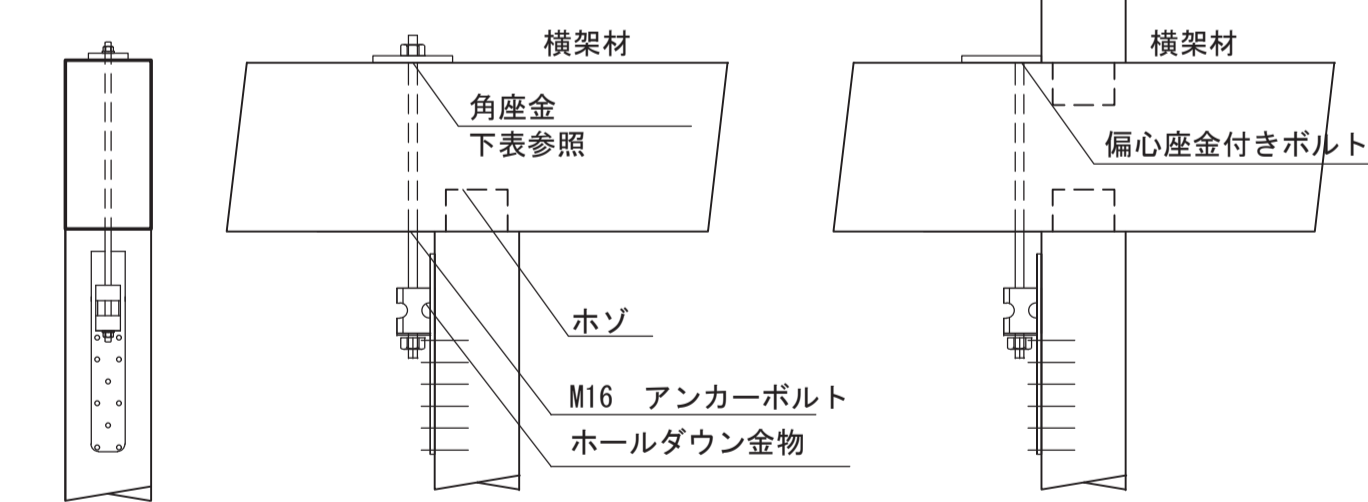 横架材
角座金
下表参照
ホゾ
M16 アンカーボルト
ホールダウン金物
横架材
偏心座金付きボルト